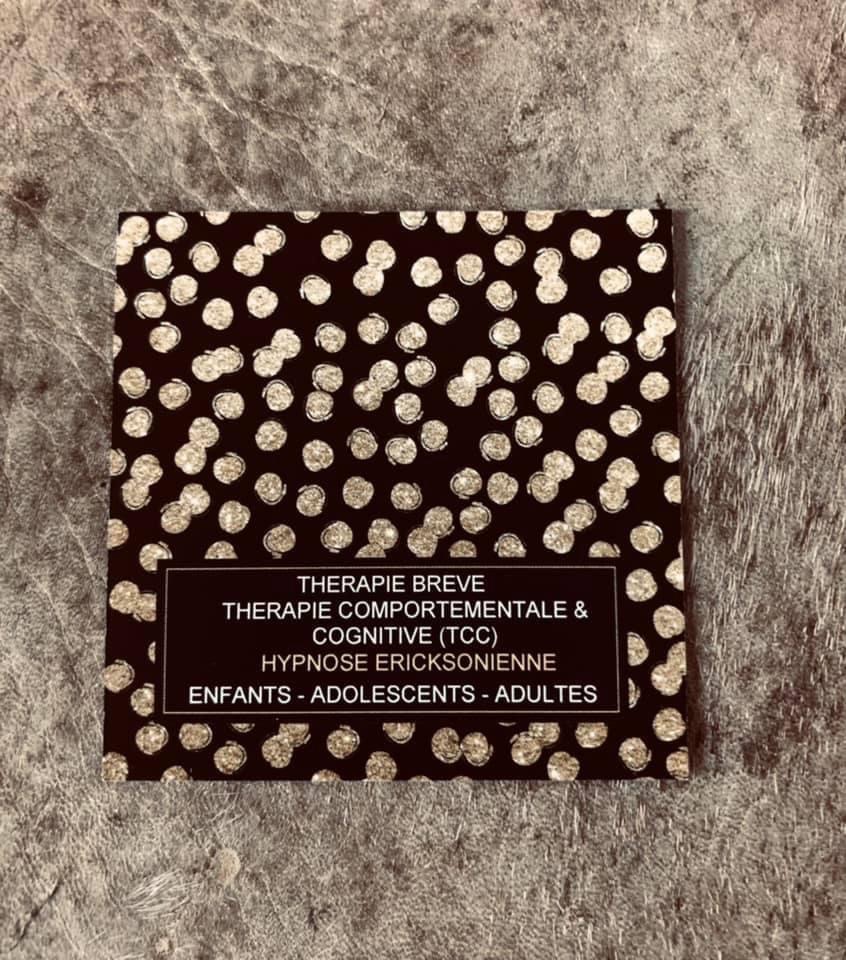 THERAPIE BREVE
THERAPIE COMPORTEMENTALE &
COGNITIVE (TCC)
HYPNOSE ERICKSONIENNE
ENFANTS - ADOLESCENTS - ADULTES